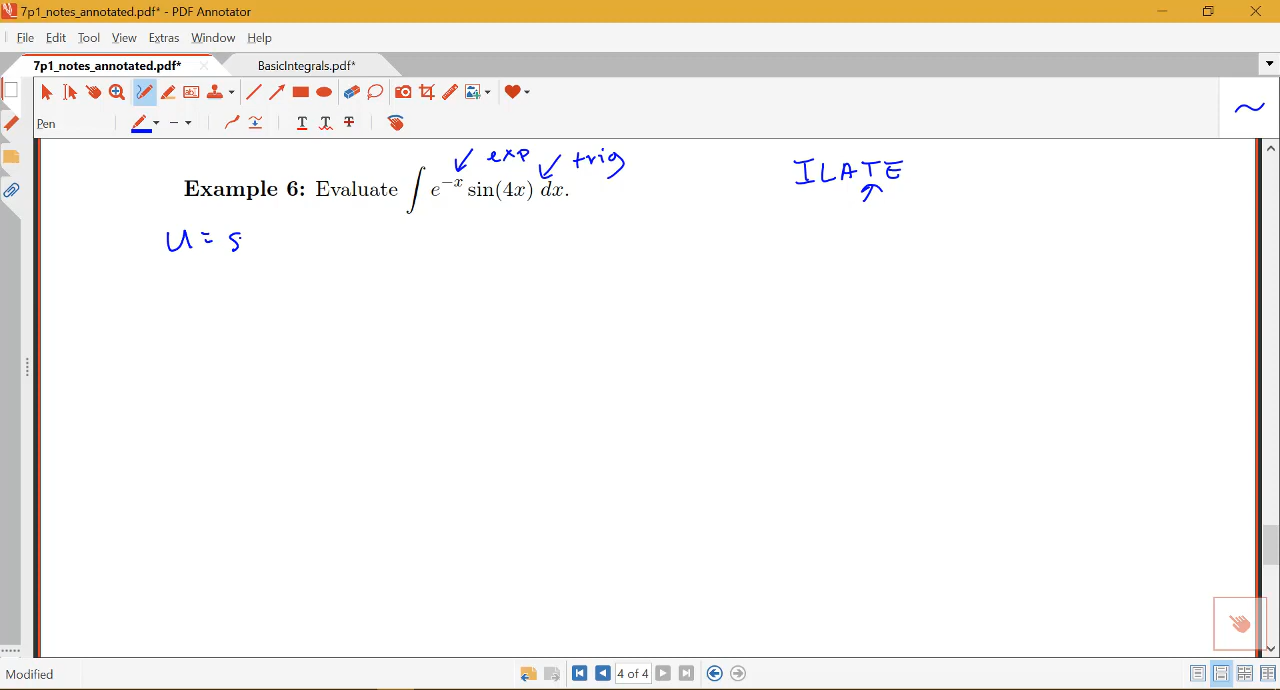 7p1_notes_annotated.pdf* - PDF Annotator
File Edit Tool View Extras Window Help
7p1_notes_annotated.pdf* BasicIntegrals.pdf*
Pen
exp trig
ILATE
Example 6: Evaluate ∫ e^{-x} sin(4x) dx.
u = s
Modified
4 of 4